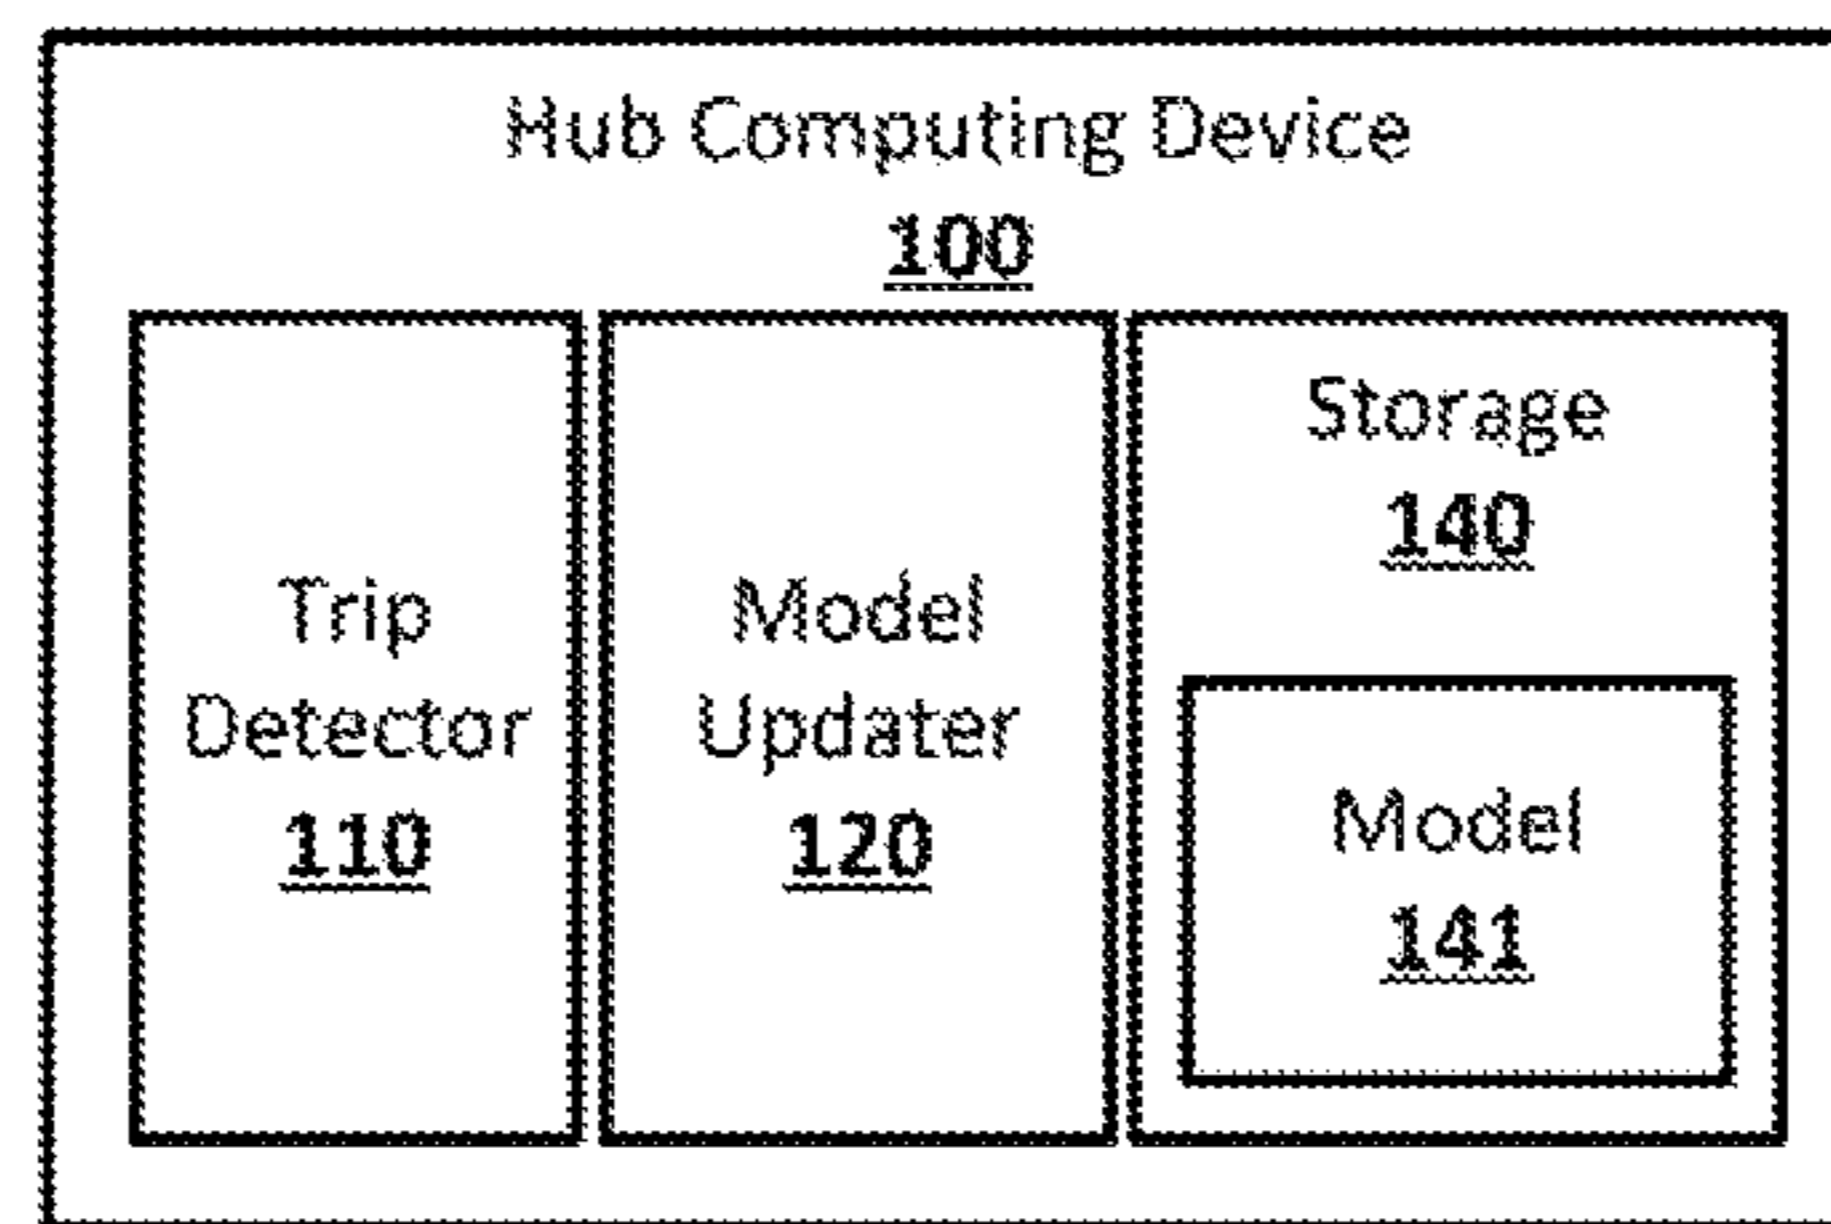 Hub Computing Device
100
Trip
Detector
110
Model
Updater
120
Storage
140
Model
141